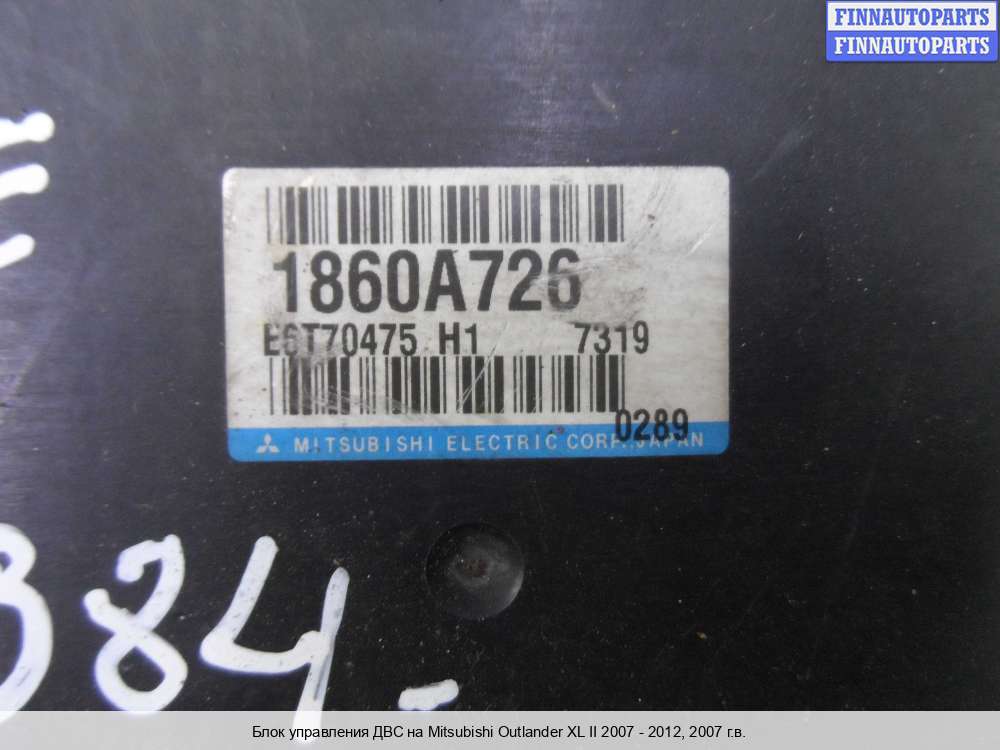 FINNAUTOPARTS
FINNAUTOPARTS
1860A726
E6T70475 H1 7319
0289
MITSUBISHI ELECTRIC CORP. JAPAN
384
Блок управления ДВС на Mitsubishi Outlander XL II 2007 - 2012, 2007 г.в.